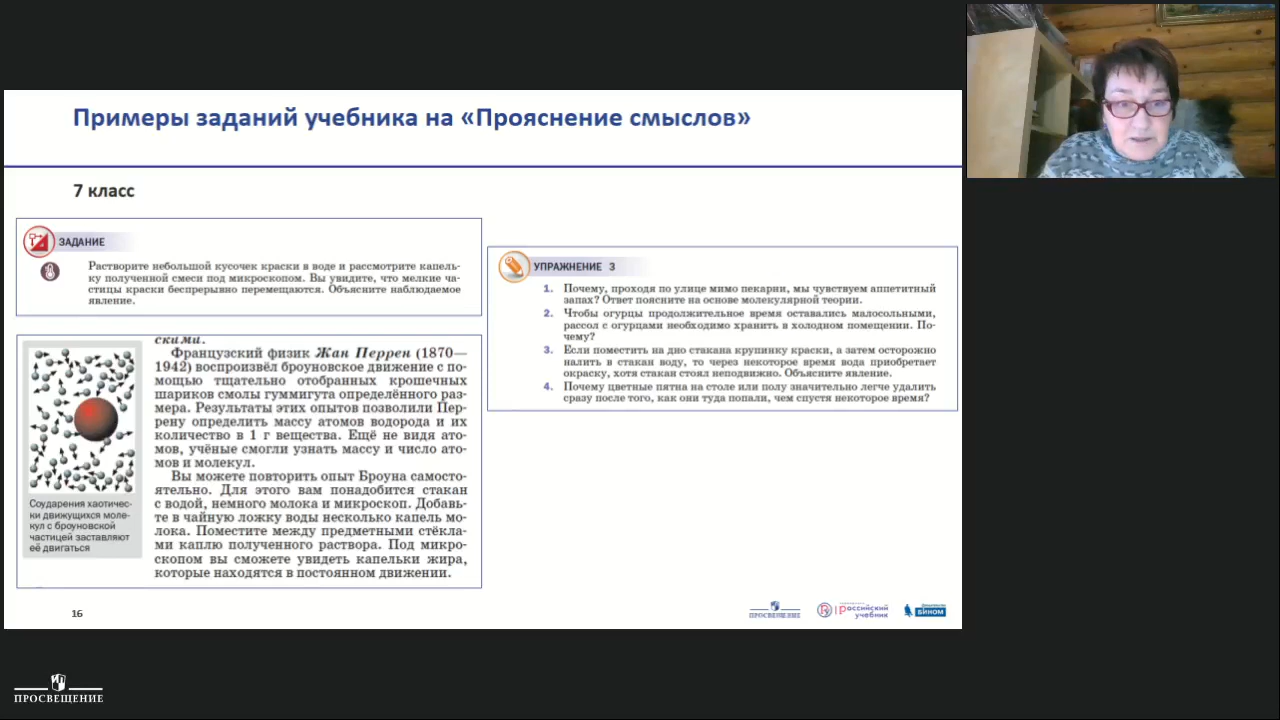 Примеры заданий учебника на «Прояснение смыслов»
7 класс
ЗАДАНИЕ
Растворите небольшой кусочек краски в воде и рассмотрите капель-
ку полученной смеси под микроскопом. Вы увидите, что мелкие ча-
стицы краски беспрерывно перемещаются. Объясните наблюдаемое
явление.
скими.
Французский физик Жан Перрен (1870—
1942) воспроизвёл броуновское движение с по-
мощью тщательно отобранных крошечных
шариков смолы гуммигута определённого раз-
мера. Результаты этих опытов позволили Пер-
рену определить массу атомов водорода и их
количество в 1 г вещества. Ещё не видя ато-
мов, учёные смогли узнать массу и число ато-
мов и молекул.
Вы можете повторить опыт Броуна самосто-
ятельно. Для этого вам понадобится стакан
с водой, немного молока и микроскоп. Добавь-
те в чайную ложку воды несколько капель мо-
лока. Поместите между предметными стёкла-
ми каплю полученного раствора. Под микро-
скопом вы сможете увидеть капельки жира,
которые находятся в постоянном движении.
Соударения хаотичес-
ки движущихся моле-
кул с броуновской
частицей заставляют
её двигаться
УПРАЖНЕНИЕ 3
1. Почему, проходя по улице мимо пекарни, мы чувствуем аппетитный
запах? Ответ поясните на основе молекулярной теории.
2. Чтобы огурцы продолжительное время оставались малосольными,
рассол с огурцами необходимо хранить в холодном помещении. По-
чему?
3. Если поместить на дно стакана крупинку краски, а затем осторожно
налить в стакан воду, то через некоторое время вода приобретает
окраску, хотя стакан стоял неподвижно. Объясните явление.
4. Почему цветные пятна на столе или полу значительно легче удалить
сразу после того, как они туда попали, чем спустя некоторое время?
16
ПРОСВЕЩЕНИЕ
российский
учебник
БИНОМ
ПРОСВЕЩЕНИЕ